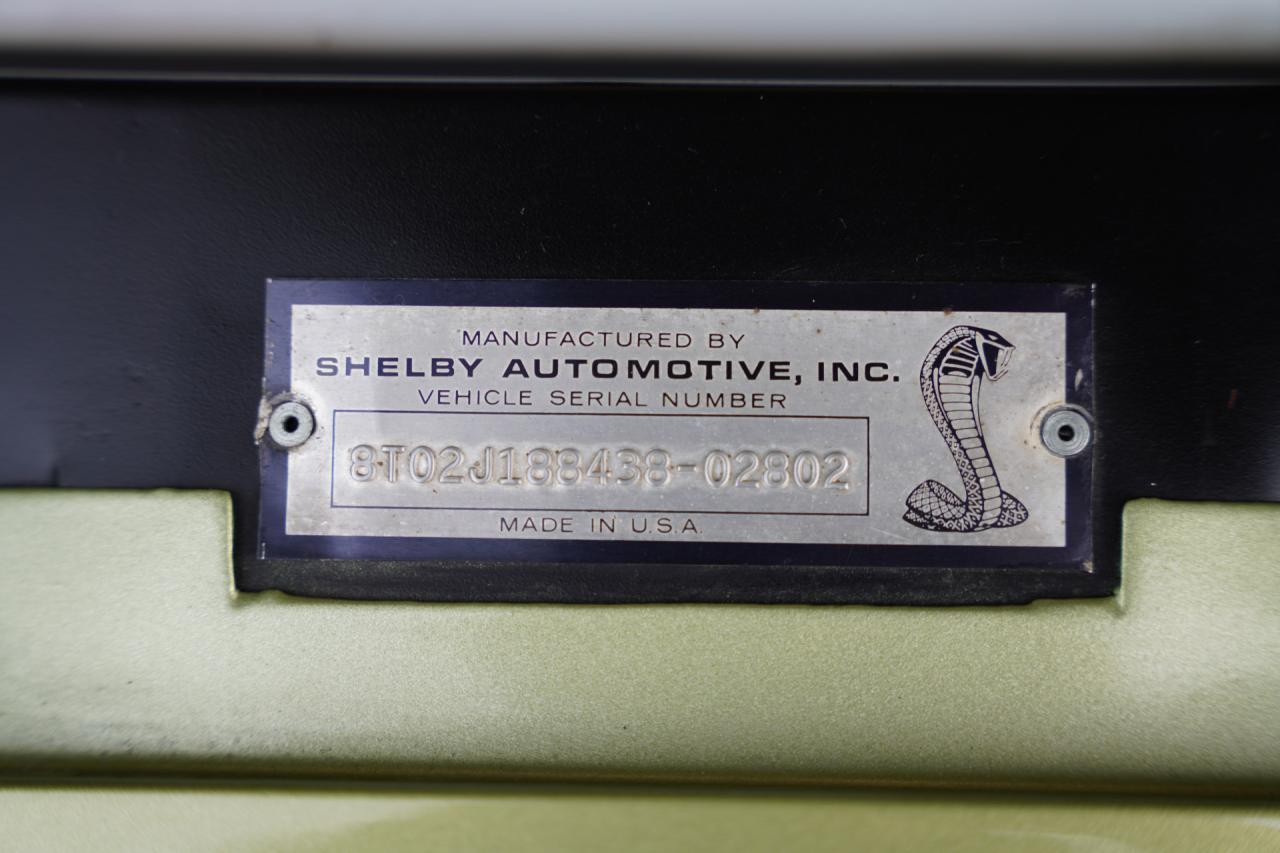 MANUFACTURED BY
SHELBY AUTOMOTIVE, INC.
VEHICLE SERIAL NUMBER
8T02J188438-02802
MADE IN U.S.A.